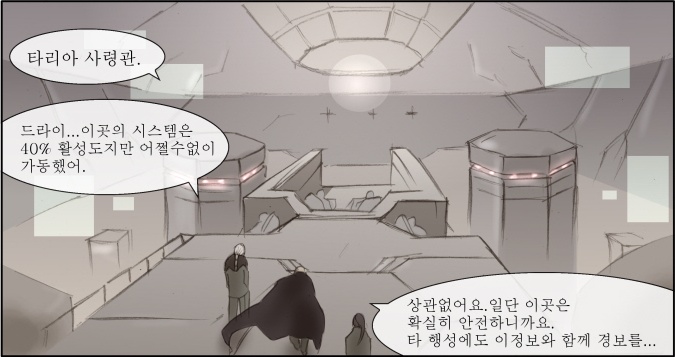 타리아 사령관.
드라이...이곳의 시스템은
40% 활성도지만 어쩔수없이
가동했어.
상관없어요.일단 이곳은
확실히 안전하니까요.
타 행성에도 이정보와 함께 경보를...